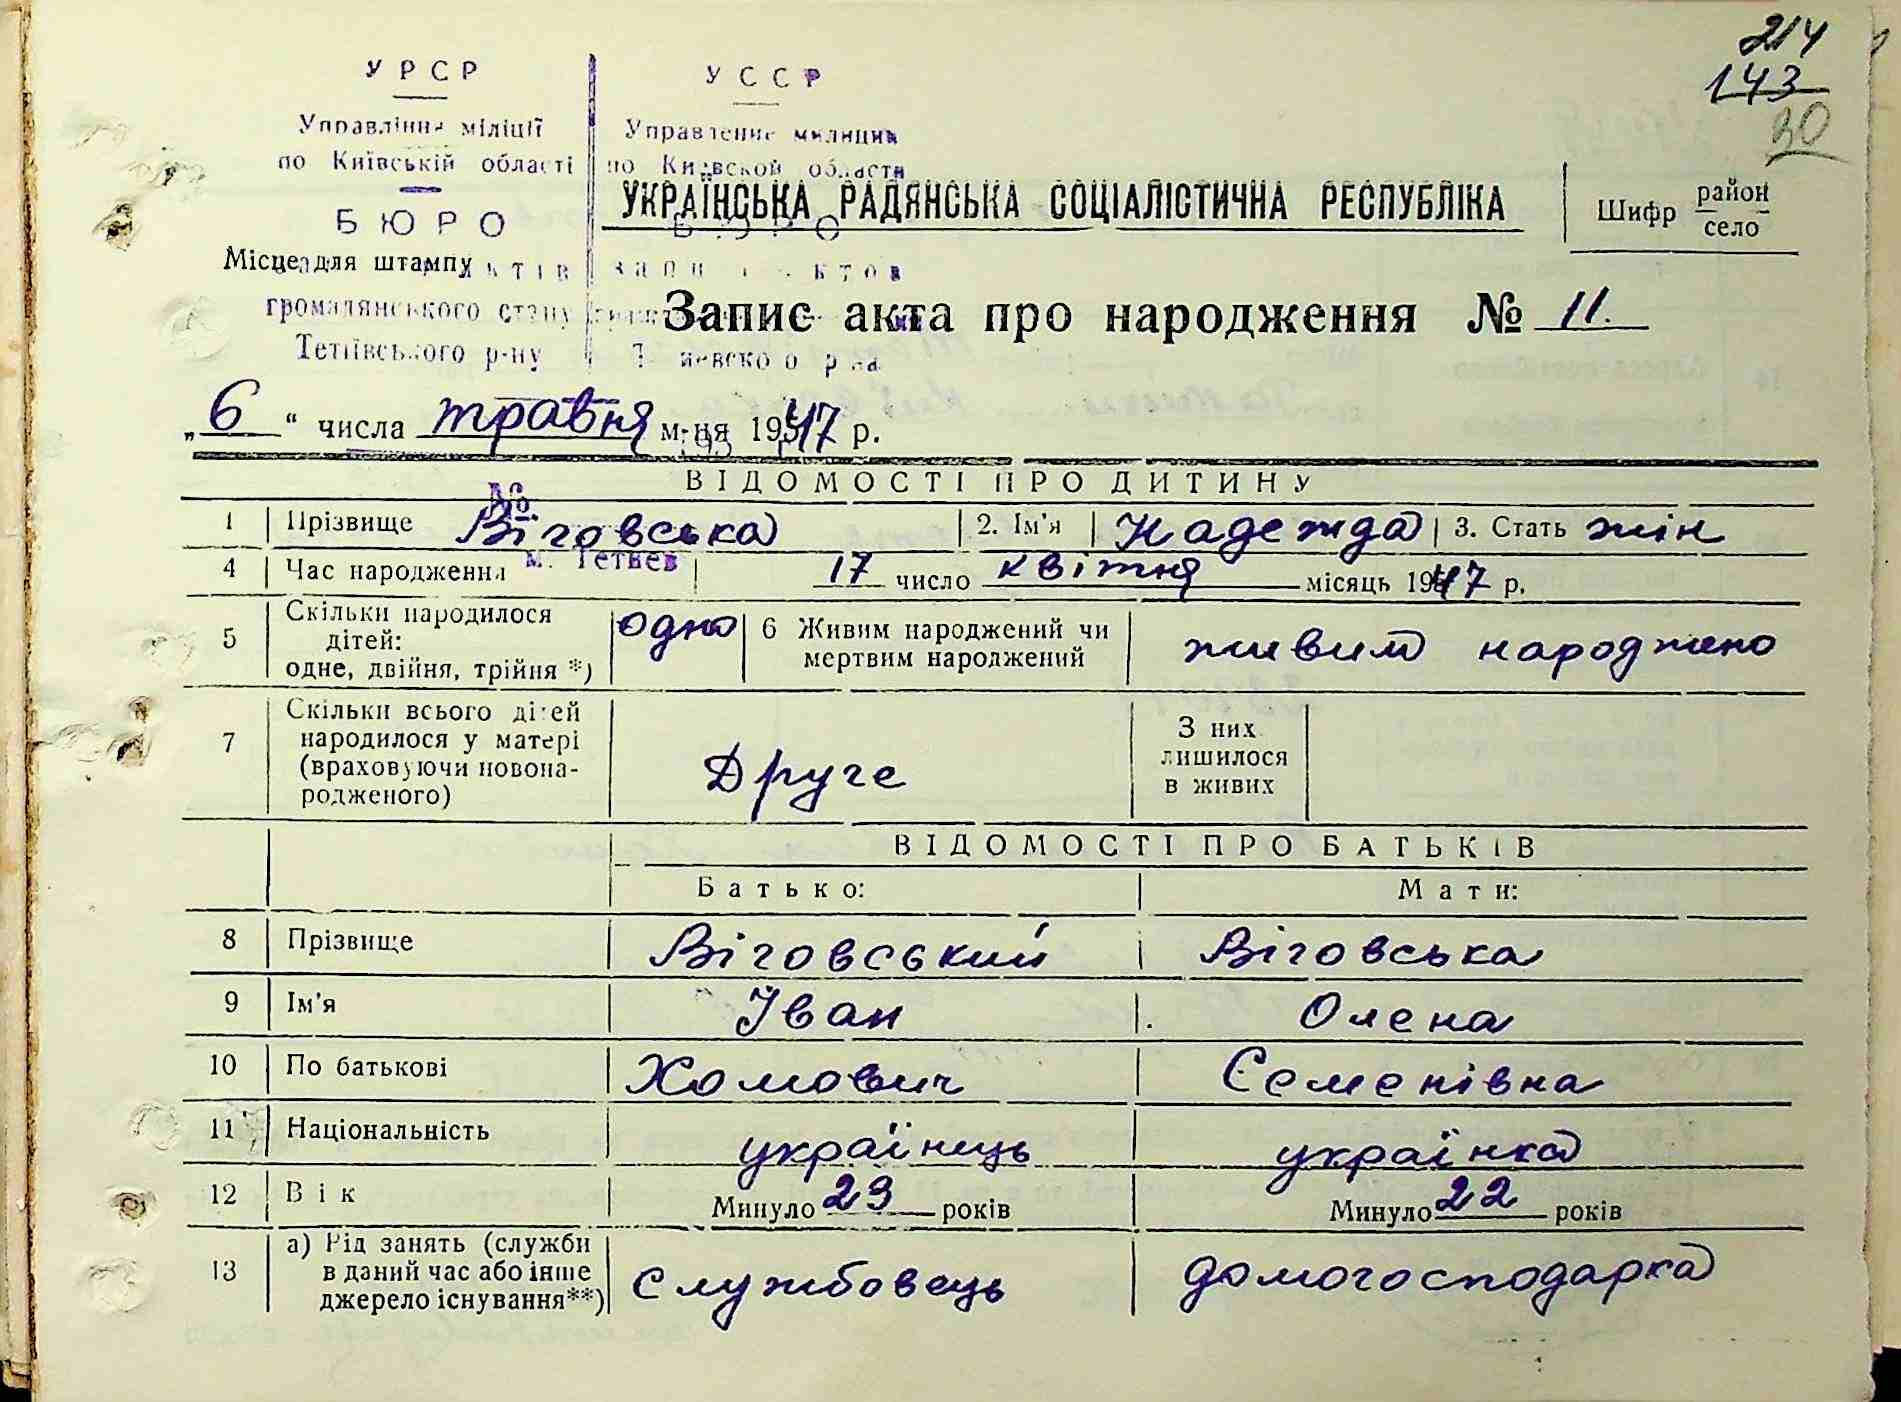 214
143
30
УРСР
Управління міліції
по Київській області
БЮРО
громадянського стану
Тетіївського р-ну
УССР
Управление милиции
по Киевской области
БЮРО
Місце для штампу
УКРАЇНСЬКА РАДЯНСЬКА СОЦІАЛІСТИЧНА РЕСПУБЛІКА
Шифр район
село
Запис акта про народження № 11.
„6“ числа травня м-ця 1947 р.
ВІДОМОСТІ ПРО ДИТИНУ
1 Прізвище Віговська 2. Ім'я Надежда 3. Стать жін
м. Тетиев
4 Час народження 17 число квітня місяць 1947 р.
5 Скільки народилося дітей: одне, двійня, трійня *) одно 6 Живим народжений чи мертвим народжений живим народжено
7 Скільки всього дітей народилося у матері (враховуючи новонародженого) Друге З них лишилося в живих
ВІДОМОСТІ ПРО БАТЬКІВ
Батько: Мати:
8 Прізвище Віговський Віговська
9 Ім'я Іван Олена
10 По батькові Хомович Семенівна
11 Національність українець українка
12 Вік Минуло 23 років Минуло 22 років
13 а) Рід занять (служби в даний час або інше джерело існування**) Службовець домогосподарка